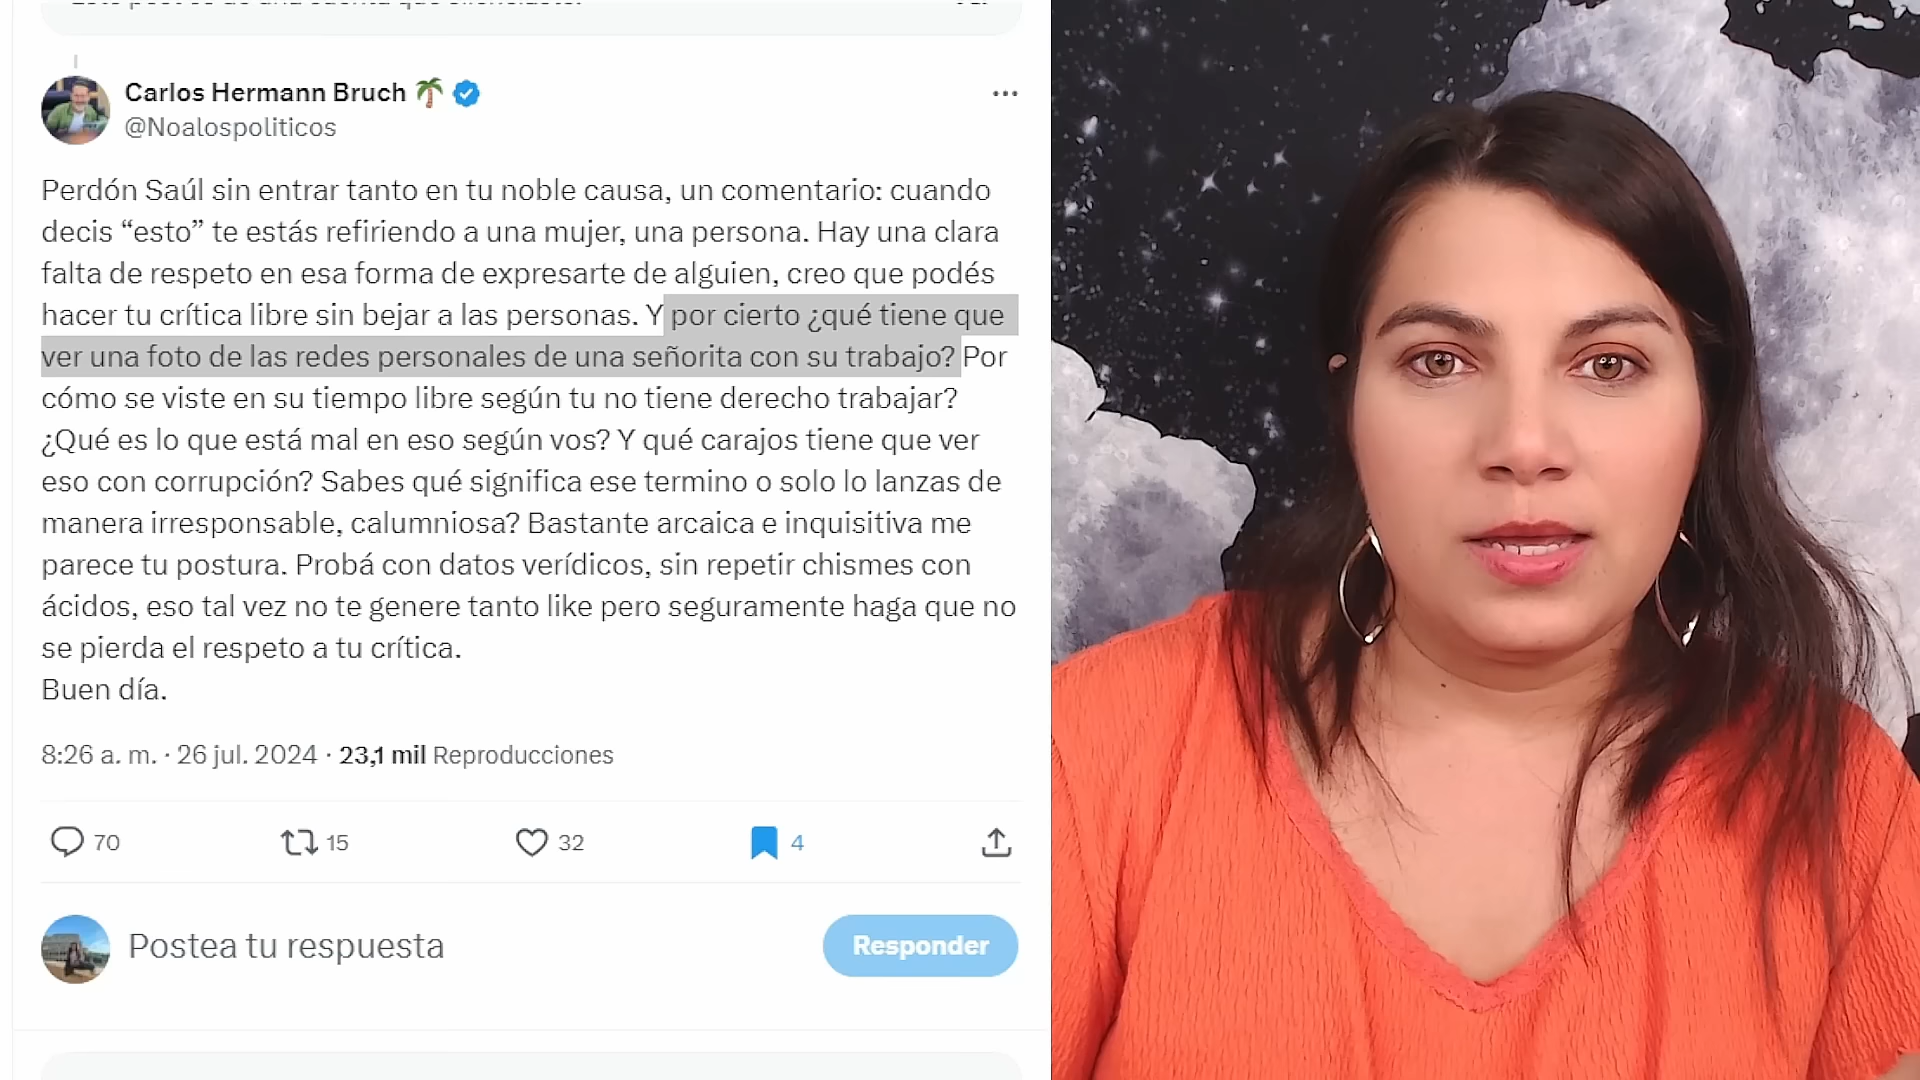 Carlos Hermann Bruch 🌴
@Noalospoliticos
Perdón Saúl sin entrar tanto en tu noble causa, un comentario: cuando
decis “esto” te estás refiriendo a una mujer, una persona. Hay una clara
falta de respeto en esa forma de expresarte de alguien, creo que podés
hacer tu crítica libre sin bejar a las personas. Y por cierto ¿qué tiene que
ver una foto de las redes personales de una señorita con su trabajo? Por
cómo se viste en su tiempo libre según tu no tiene derecho trabajar?
¿Qué es lo que está mal en eso según vos? Y qué carajos tiene que ver
eso con corrupción? Sabes qué significa ese termino o solo lo lanzas de
manera irresponsable, calumniosa? Bastante arcaica e inquisitiva me
parece tu postura. Probá con datos verídicos, sin repetir chismes con
ácidos, eso tal vez no te genere tanto like pero seguramente haga que no
se pierda el respeto a tu crítica.
Buen día.
8:26 a. m. · 26 jul. 2024 · 23,1 mil Reproducciones
70 15 32 4
Postea tu respuesta Responder